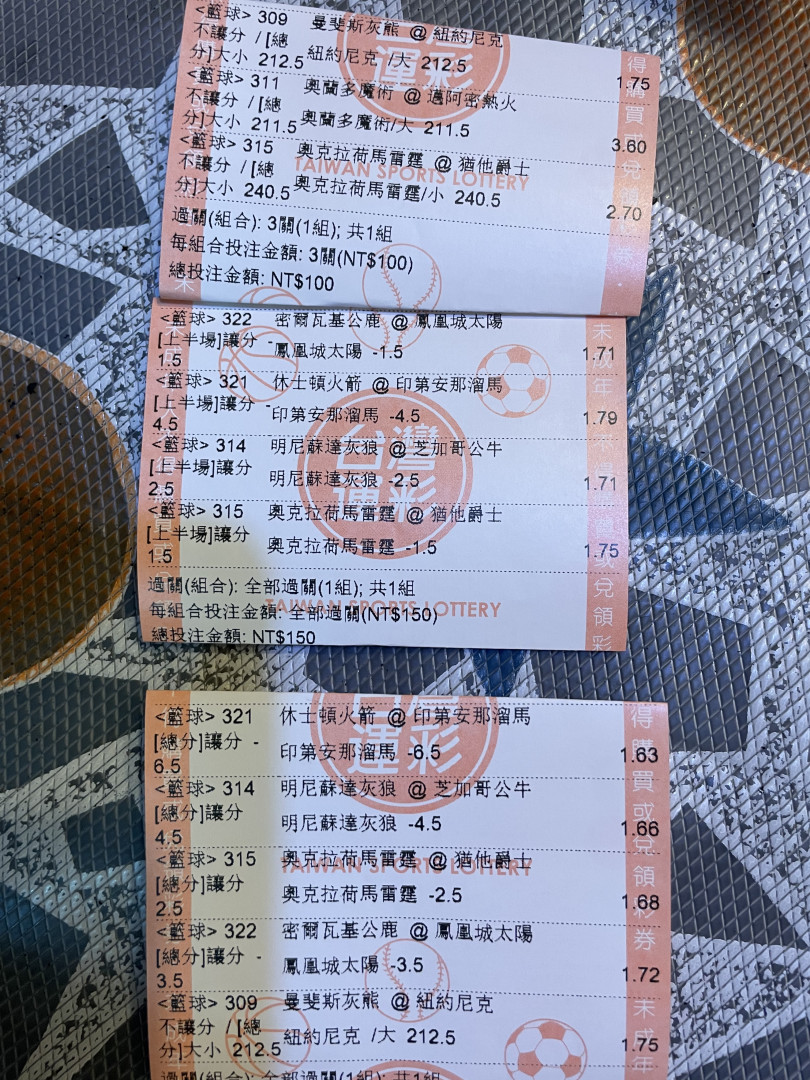 <籃球> 309 曼斐斯灰熊 @ 紐約尼克
不讓分 / [總
分]大小 212.5 紐約尼克 /大 212.5 1.75
<籃球> 311 奧蘭多魔術 @ 邁阿密熱火
不讓分 / [總
分]大小 211.5 奧蘭多魔術/大 211.5 3.60
<籃球> 315 奧克拉荷馬雷霆 @ 猶他爵士
不讓分 / [總
分]大小 240.5 奧克拉荷馬雷霆/小 240.5 2.70
TAIWAN SPORTS LOTTERY
過關(組合): 3關(1組); 共1組
每組合投注金額: 3關(NT$100)
總投注金額: NT$100
<籃球> 322 密爾瓦基公鹿 @ 鳳凰城太陽
[上半場]讓分 -
1.5 鳳凰城太陽 -1.5 1.71
<籃球> 321 休士頓火箭 @ 印第安那溜馬
[上半場]讓分 -
4.5 印第安那溜馬 -4.5 1.79
<籃球> 314 明尼蘇達灰狼 @ 芝加哥公牛
[上半場]讓分
2.5 明尼蘇達灰狼 -2.5 1.71
<籃球> 315 奧克拉荷馬雷霆 @ 猶他爵士
[上半場]讓分
1.5 奧克拉荷馬雷霆 -1.5 1.75
台灣
運彩
過關(組合): 全部過關(1組); 共1組
TAIWAN SPORTS LOTTERY
每組合投注金額: 全部過關(NT$150)
總投注金額: NT$150
<籃球> 321 休士頓火箭 @ 印第安那溜馬
[總分]讓分 -
6.5 印第安那溜馬 -6.5 1.63
<籃球> 314 明尼蘇達灰狼 @ 芝加哥公牛
[總分]讓分
4.5 明尼蘇達灰狼 -4.5 1.66
<籃球> 315 奧克拉荷馬雷霆 @ 猶他爵士
TAIWAN SPORTS LOTTERY
[總分]讓分
2.5 奧克拉荷馬雷霆 -2.5 1.68
<籃球> 322 密爾瓦基公鹿 @ 鳳凰城太陽
[總分]讓分 -
3.5 鳳凰城太陽 -3.5 1.72
<籃球> 309 曼斐斯灰熊 @ 紐約尼克
不讓分 / [總
分]大小 212.5 紐約尼克 /大 212.5 1.75
過關(組合): 全部過關(1組); 共1組